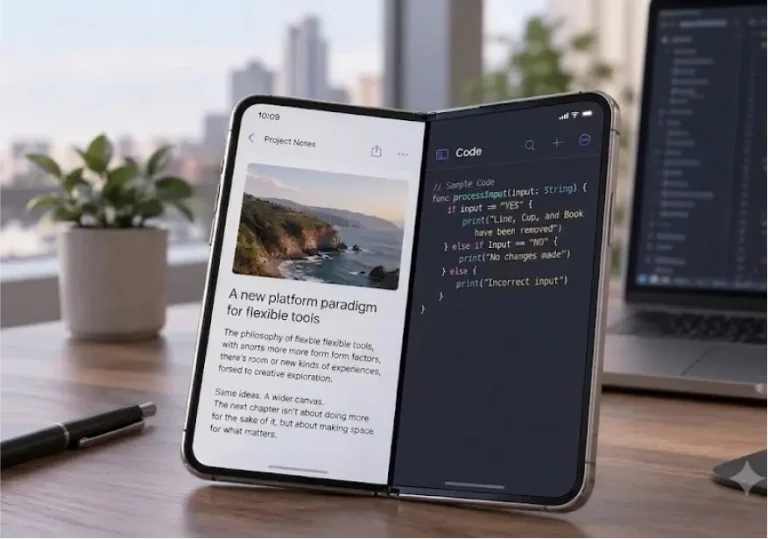 10:09
Project Notes
A new platform paradigm
for flexible tools
The philosophy of flexble flexible tools,
with snorts more more form form factors,
there's room or new kinds of experiences,
forsed to creative exploration.
Same ideas. A wider canvas.
The next chapter isn't about doing more
for the sake of it, but about making space
for what matters.
Code
// Sample Code
func processInput(input: String) {
if input == "YES" {
print("Line, Cup, and Book
have been removed")
} else if Input == "NO" {
print("No changes made")
} else {
print("Incorrect input")
}
}